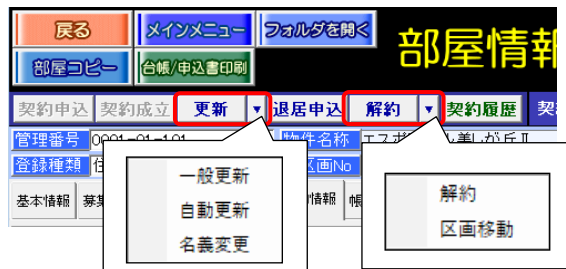 戻る メインメニュー フォルダを開く
部屋コピー 台帳/申込書印刷
部屋情報
契約申込 契約成立 更新 ▼ 退居申込 解約 ▼ 契約履歴
管理番号 物件名称
登録種類 区画No
基本情報
一般更新
自動更新
名義変更
解約
区画移動